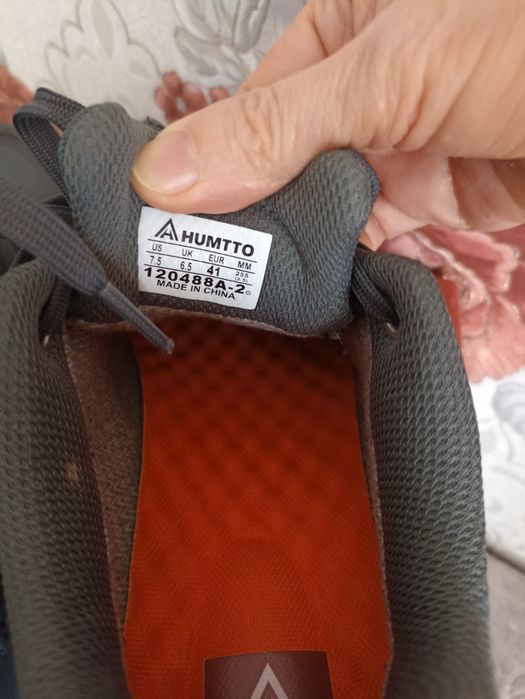 HUMTTO
US UK EUR MM
7.5 6.5 41 255
120488A-2
MADE IN CHINA